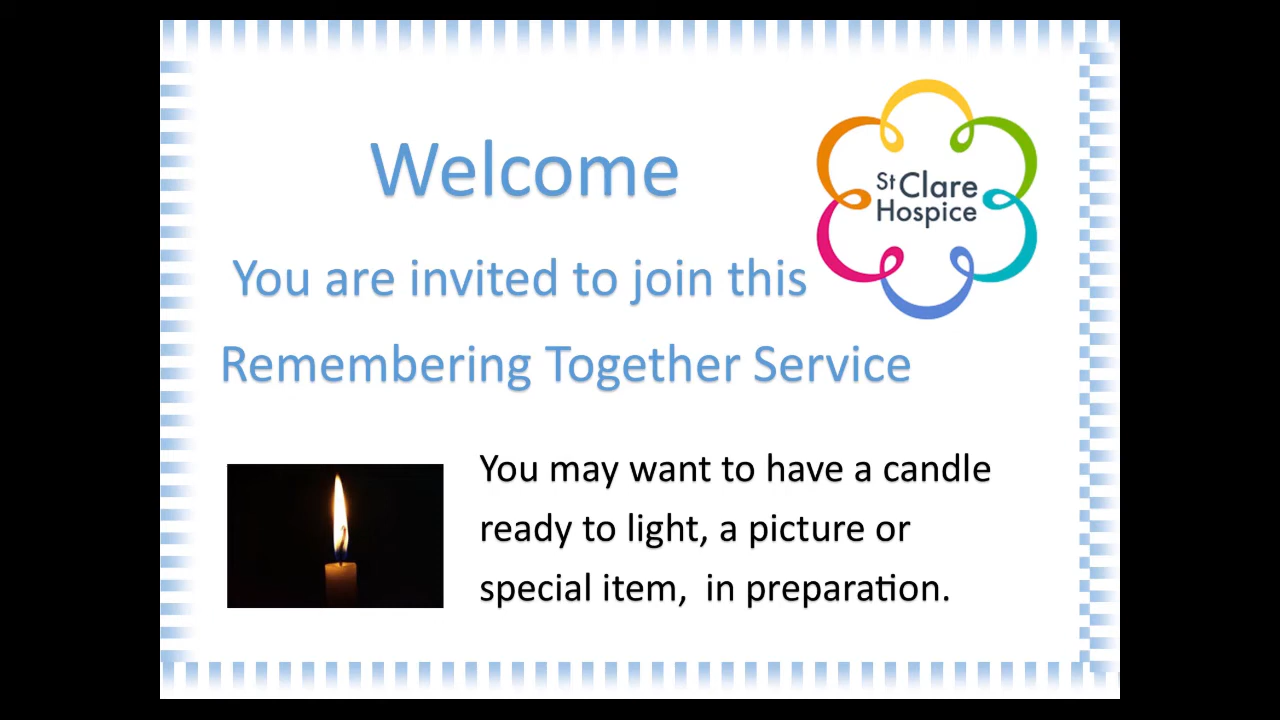 Welcome
St Clare
Hospice
You are invited to join this
Remembering Together Service
You may want to have a candle
ready to light, a picture or
special item,  in preparation.